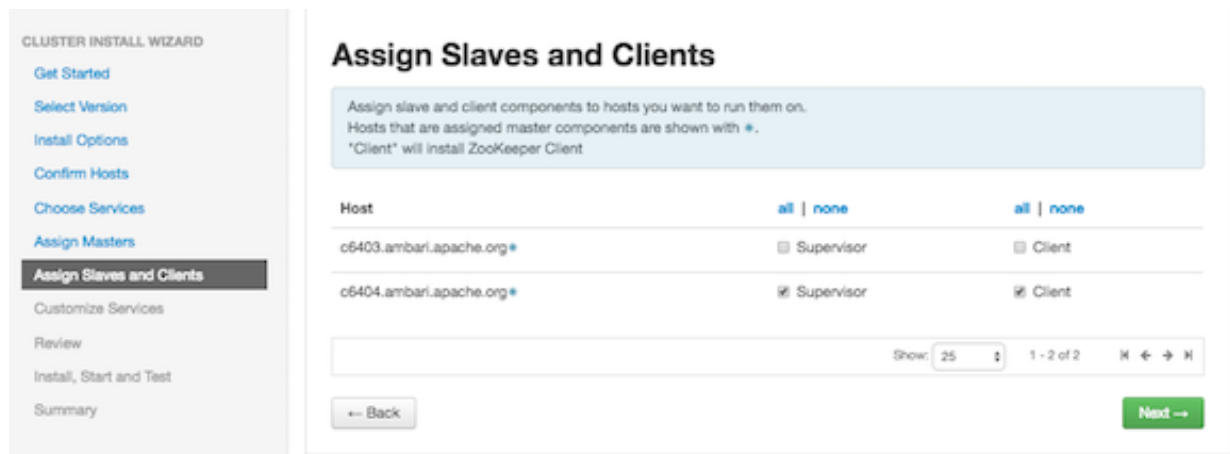 CLUSTER INSTALL WIZARD
Get Started
Select Version
Install Options
Confirm Hosts
Choose Services
Assign Masters
Assign Slaves and Clients
Customize Services
Review
Install, Start and Test
Summary
Assign Slaves and Clients
Assign slave and client components to hosts you want to run them on.
Hosts that are assigned master components are shown with *.
"Client" will install ZooKeeper Client
Host all | none all | none
c6403.ambari.apache.org* Supervisor Client
c6404.ambari.apache.org* Supervisor Client
Show: 25 1 - 2 of 2
← Back Next →